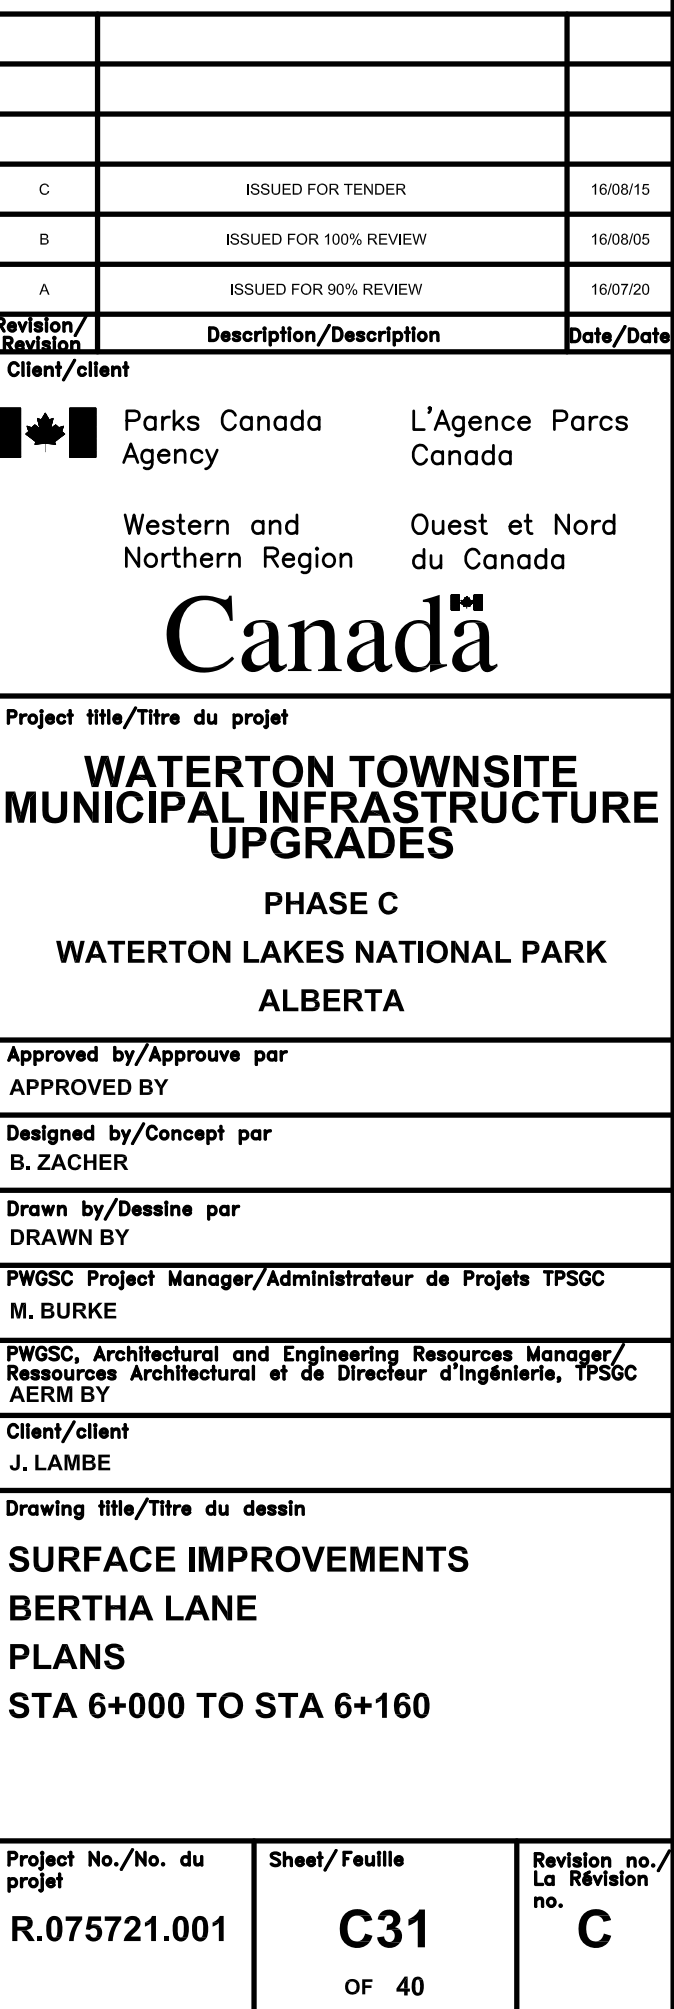 C ISSUED FOR TENDER 16/08/15
B ISSUED FOR 100% REVIEW 16/08/05
A ISSUED FOR 90% REVIEW 16/07/20
Revision/ Description/Description Date/Date
Revision
Client/client
Parks Canada L'Agence Parcs
Agency Canada
Western and Ouest et Nord
Northern Region du Canada
Canada
Project title/Titre du projet
WATERTON TOWNSITE
MUNICIPAL INFRASTRUCTURE
UPGRADES
PHASE C
WATERTON LAKES NATIONAL PARK
ALBERTA
Approved by/Approuve par
APPROVED BY
Designed by/Concept par
B. ZACHER
Drawn by/Dessine par
DRAWN BY
PWGSC Project Manager/Administrateur de Projets TPSGC
M. BURKE
PWGSC, Architectural and Engineering Resources Manager/
Ressources Architectural et de Directeur d'Ingénierie, TPSGC
AERM BY
Client/client
J. LAMBE
Drawing title/Titre du dessin
SURFACE IMPROVEMENTS
BERTHA LANE
PLANS
STA 6+000 TO STA 6+160
Project No./No. du
projet
R.075721.001
Sheet/Feuille
C31
OF 40
Revision no./
La Révision
no.
C